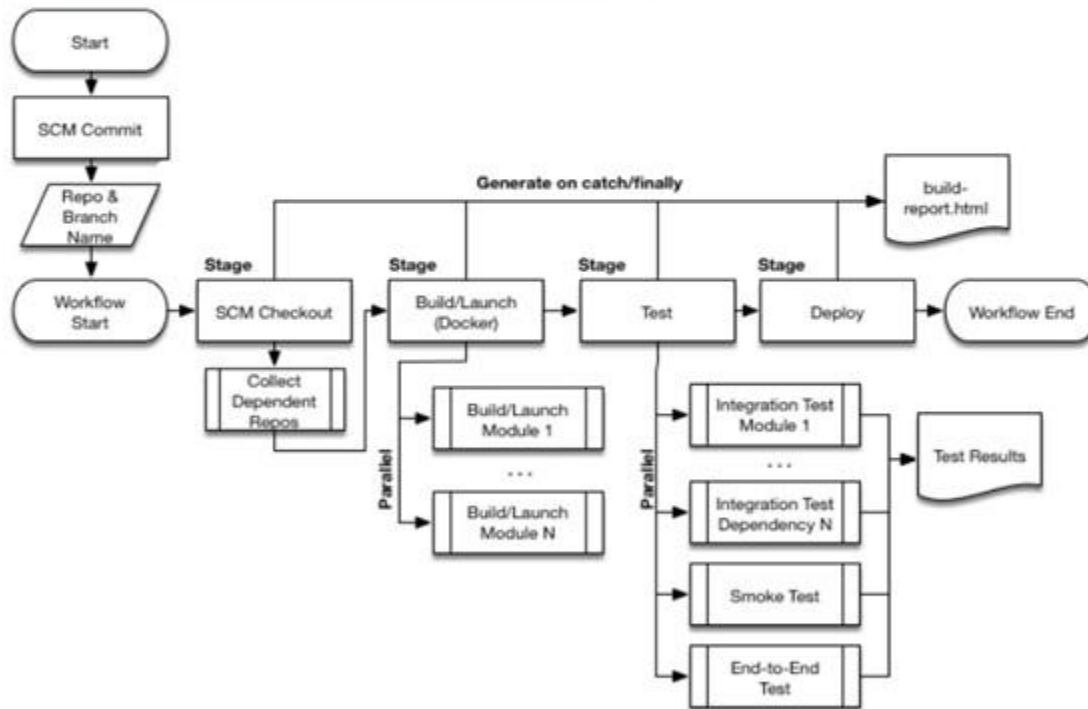 Start
SCM Commit
Repo &
Branch
Name
Generate on catch/finally
build-
report.html
Workflow
Start
Stage
SCM Checkout
Stage
Build/Launch
(Docker)
Stage
Test
Stage
Deploy
Workflow End
Collect
Dependent
Repos
Parallel
Build/Launch
Module 1
...
Build/Launch
Module N
Parallel
Integration Test
Module 1
...
Integration Test
Dependency N
Smoke Test
End-to-End
Test
Test Results